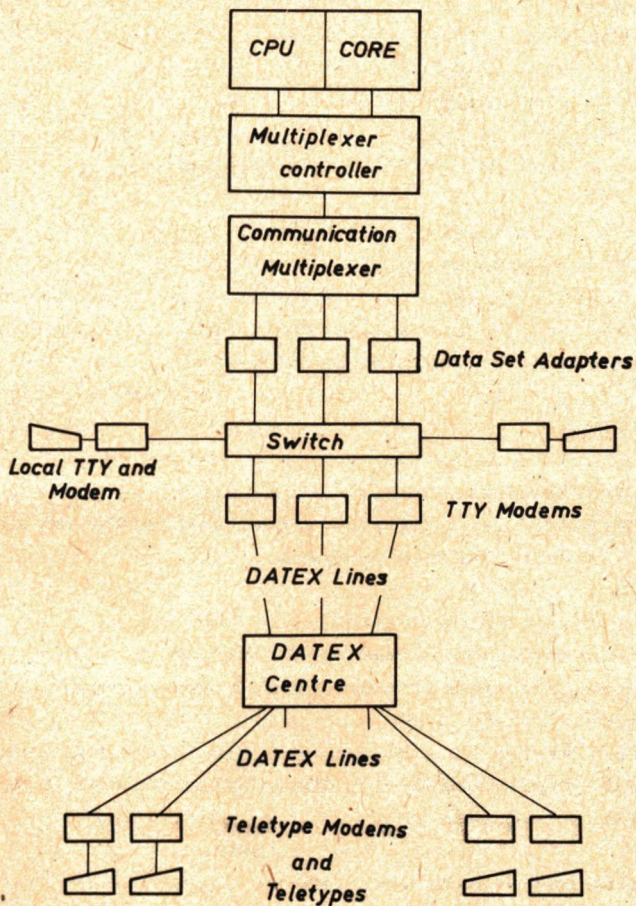 CPU CORE
Multiplexer
controller
Communication
Multiplexer
Data Set Adapters
Switch
Local TTY and
Modem
TTY Modems
DATEX Lines
DATEX
Centre
DATEX Lines
Teletype Modems
and
Teletypes